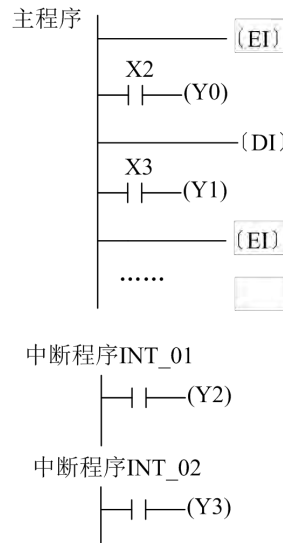 主程序
〔EI〕
X2
(Y0)
〔DI〕
X3
(Y1)
〔EI〕
……
中断程序INT_01
(Y2)
中断程序INT_02
(Y3)